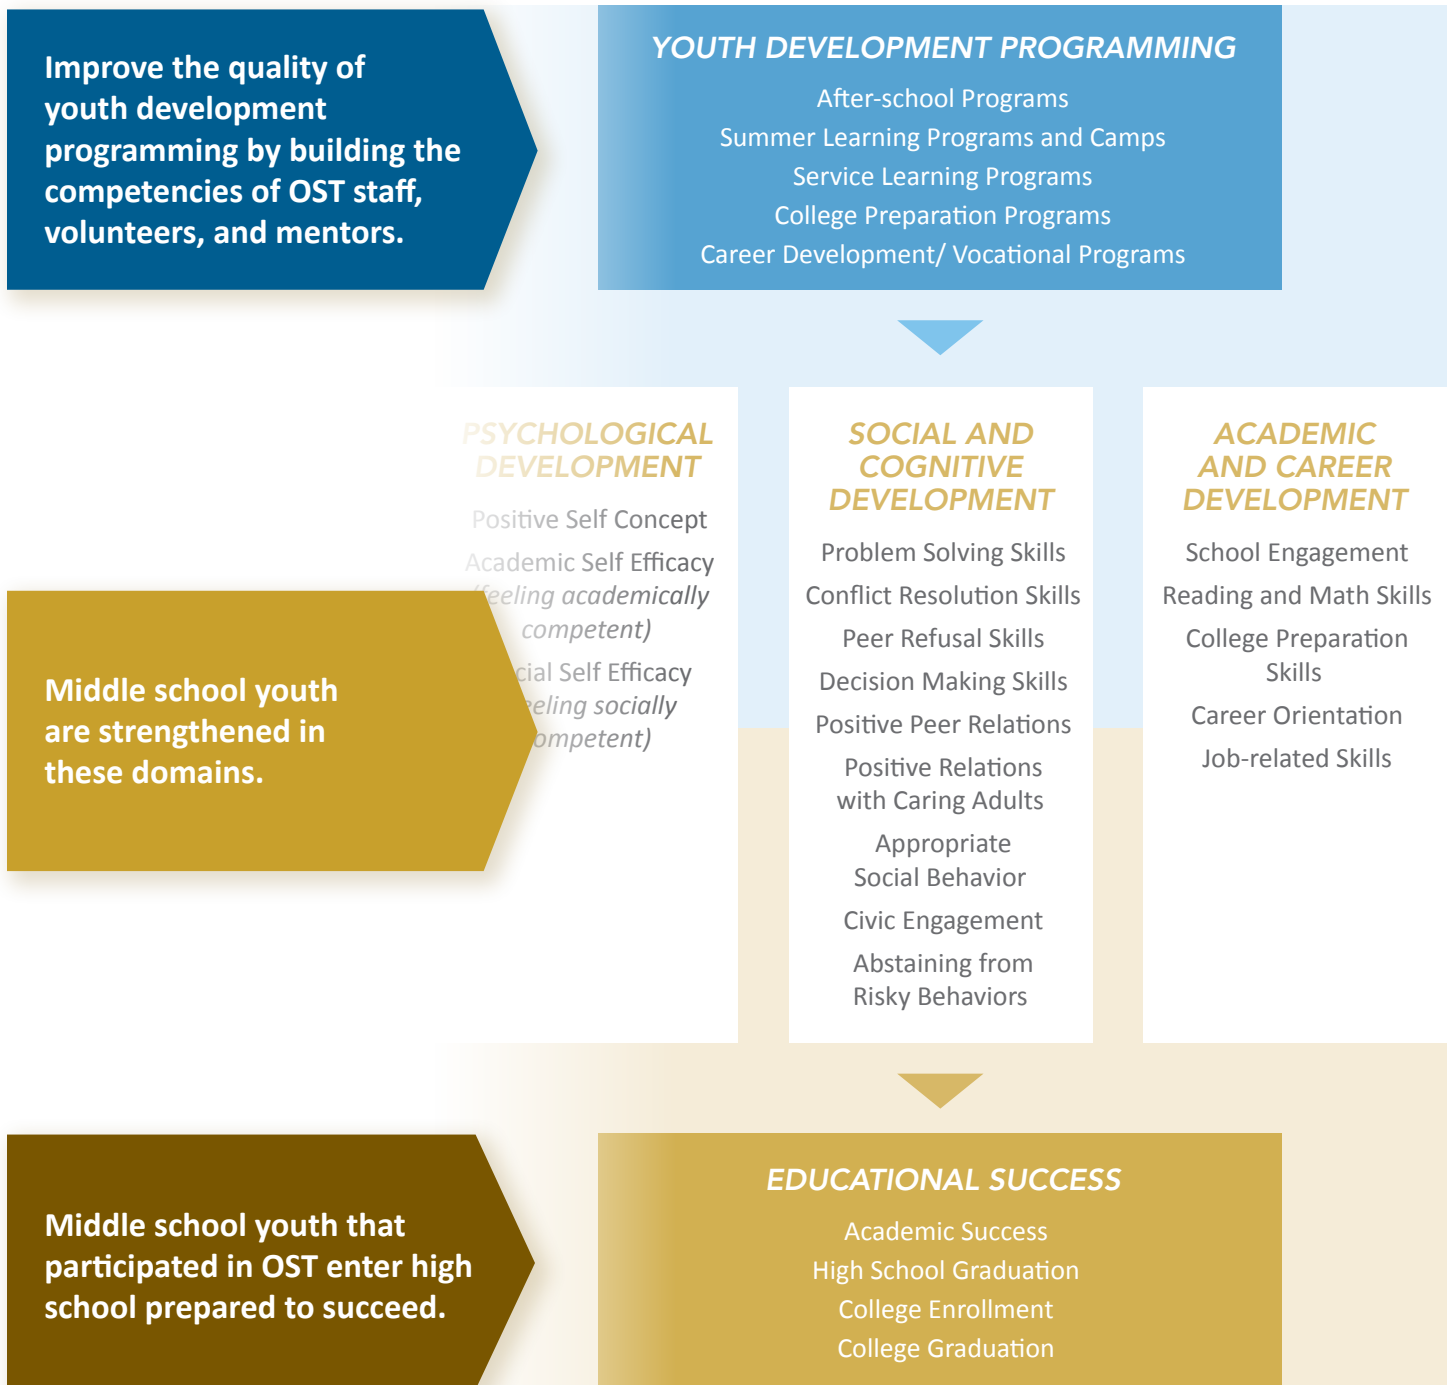 Improve the quality of
youth development
programming by building the
competencies of OST staff,
volunteers, and mentors.
YOUTH DEVELOPMENT PROGRAMMING
After-school Programs
Summer Learning Programs and Camps
Service Learning Programs
College Preparation Programs
Career Development/ Vocational Programs
Middle school youth
are strengthened in
these domains.
PSYCHOLOGICAL
DEVELOPMENT
Positive Self Concept
Academic Self Efficacy
(feeling academically
competent)
cial Self Efficacy
eeling socially
ompetent)
SOCIAL AND
COGNITIVE
DEVELOPMENT
Problem Solving Skills
Conflict Resolution Skills
Peer Refusal Skills
Decision Making Skills
Positive Peer Relations
Positive Relations
with Caring Adults
Appropriate
Social Behavior
Civic Engagement
Abstaining from
Risky Behaviors
ACADEMIC
AND CAREER
DEVELOPMENT
School Engagement
Reading and Math Skills
College Preparation
Skills
Career Orientation
Job-related Skills
Middle school youth that
participated in OST enter high
school prepared to succeed.
EDUCATIONAL SUCCESS
Academic Success
High School Graduation
College Enrollment
College Graduation